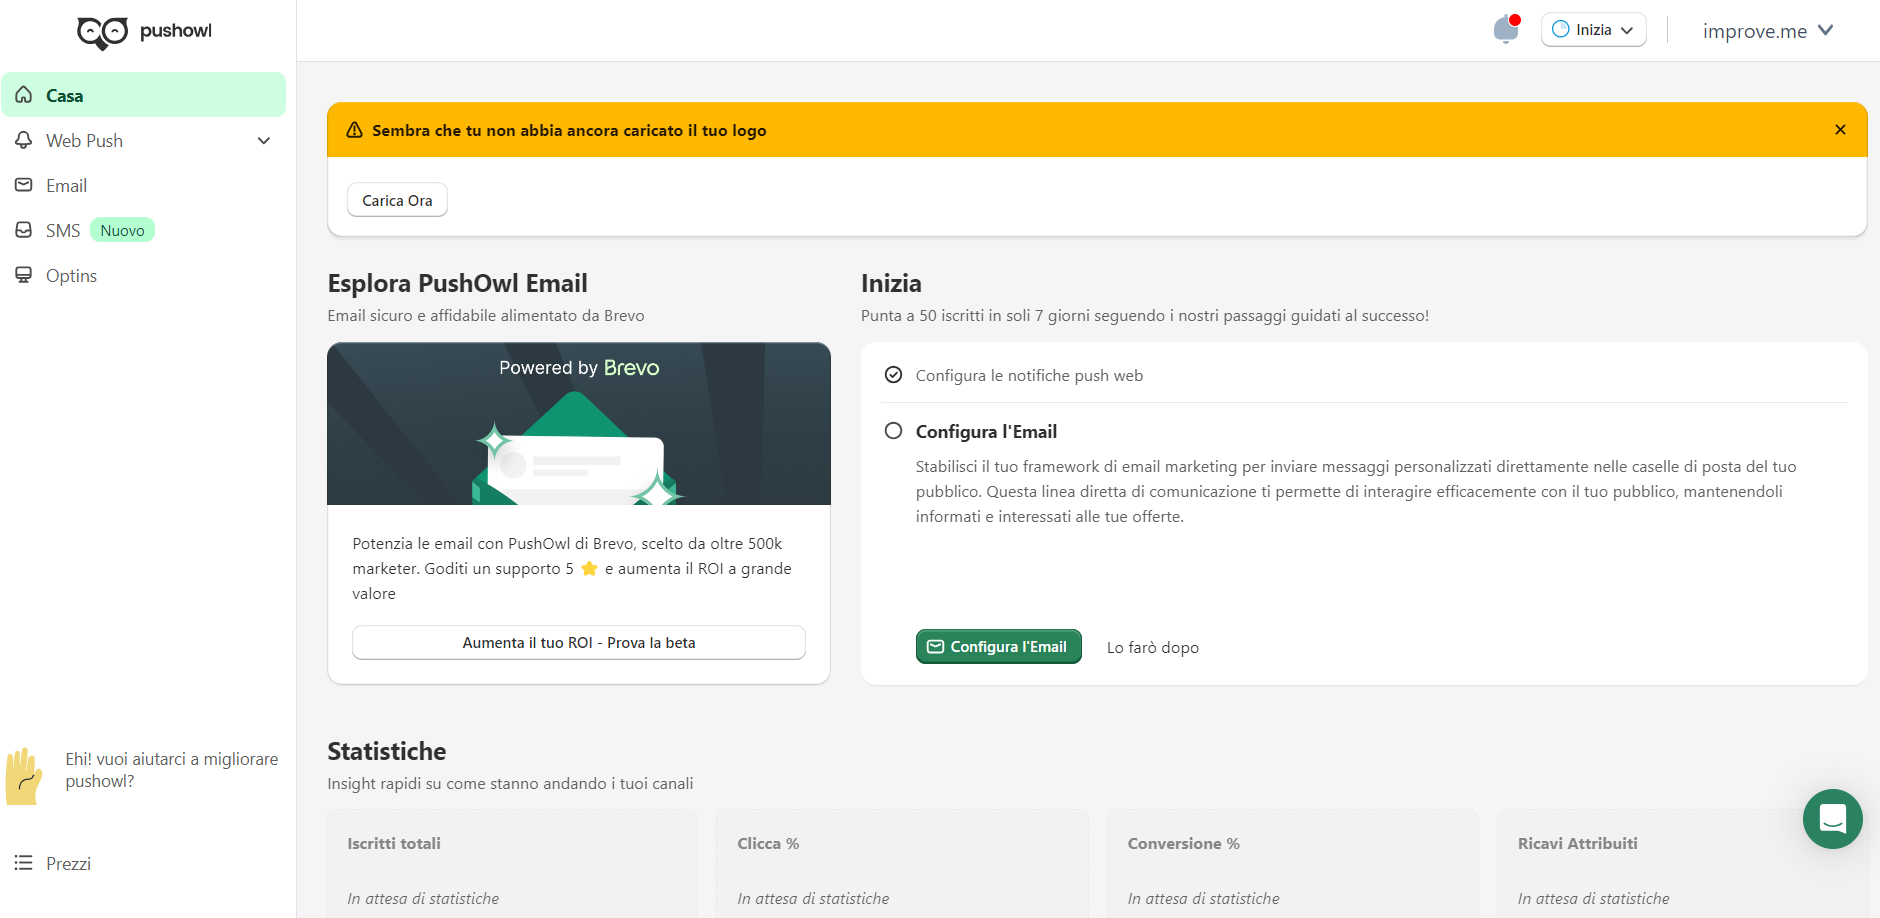 pushowl
Inizia
improve.me
Casa
Web Push
Email
SMS Nuovo
Optins
Sembra che tu non abbia ancora caricato il tuo logo
Carica Ora
Esplora PushOwl Email
Email sicuro e affidabile alimentato da Brevo
Powered by Brevo
Potenzia le email con PushOwl di Brevo, scelto da oltre 500k
marketer. Goditi un supporto 5 ⭐ e aumenta il ROI a grande
valore
Aumenta il tuo ROI - Prova la beta
Inizia
Punta a 50 iscritti in soli 7 giorni seguendo i nostri passaggi guidati al successo!
Configura le notifiche push web
Configura l'Email
Stabilisci il tuo framework di email marketing per inviare messaggi personalizzati direttamente nelle caselle di posta del tuo
pubblico. Questa linea diretta di comunicazione ti permette di interagire efficacemente con il tuo pubblico, mantenendoli
informati e interessati alle tue offerte.
Configura l'Email
Lo farò dopo
Statistiche
Insight rapidi su come stanno andando i tuoi canali
Iscritti totali
In attesa di statistiche
Clicca %
In attesa di statistiche
Conversione %
In attesa di statistiche
Ricavi Attribuiti
In attesa di statistiche
Ehi! vuoi aiutarci a migliorare
pushowl?
Prezzi